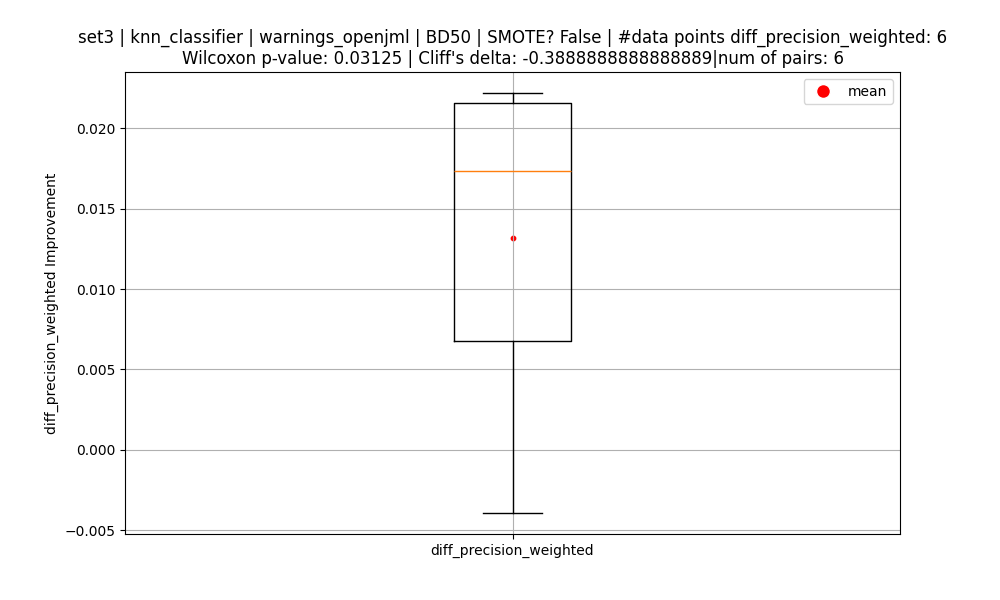 set3 | knn_classifier | warnings_openjml | BD50 | SMOTE? False | #data points diff_precision_weighted: 6
Wilcoxon p-value: 0.03125 | Cliff's delta: -0.3888888888888889|num of pairs: 6
mean
0.020
0.015
0.010
0.005
0.000
−0.005
diff_precision_weighted Improvement
diff_precision_weighted